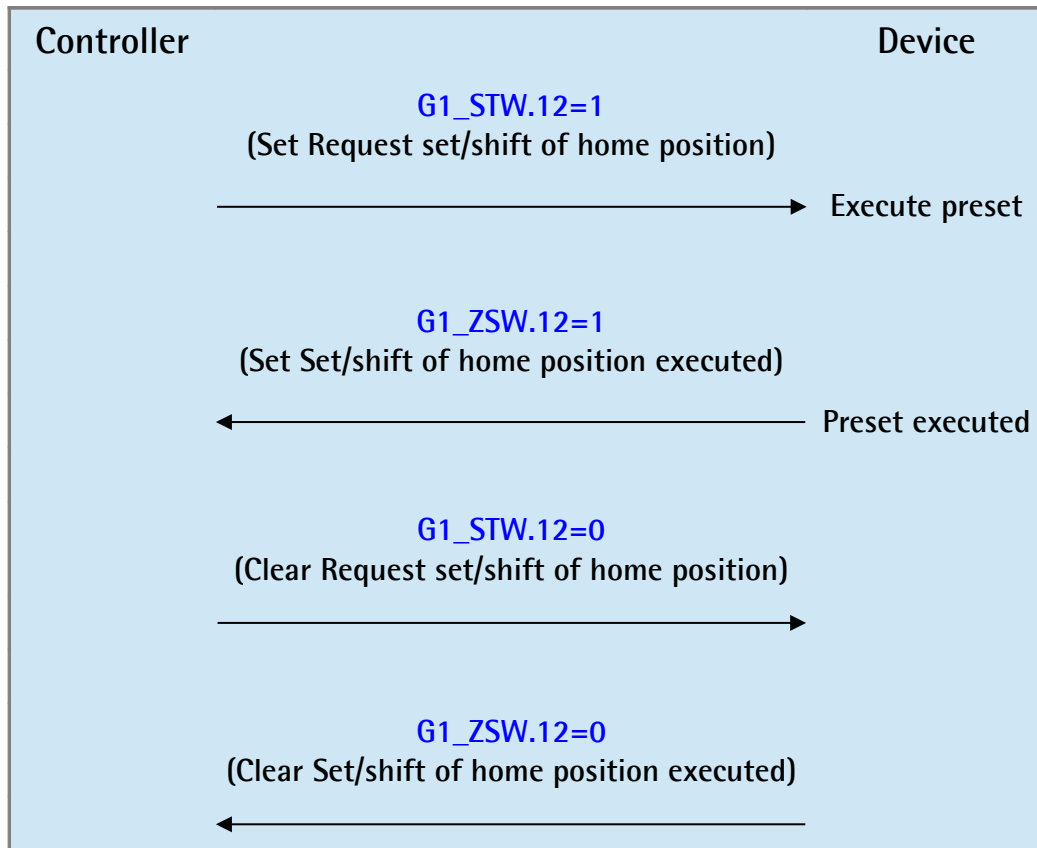 Controller Device
G1_STW.12=1
(Set Request set/shift of home position)
Execute preset
G1_ZSW.12=1
(Set Set/shift of home position executed)
Preset executed
G1_STW.12=0
(Clear Request set/shift of home position)
G1_ZSW.12=0
(Clear Set/shift of home position executed)